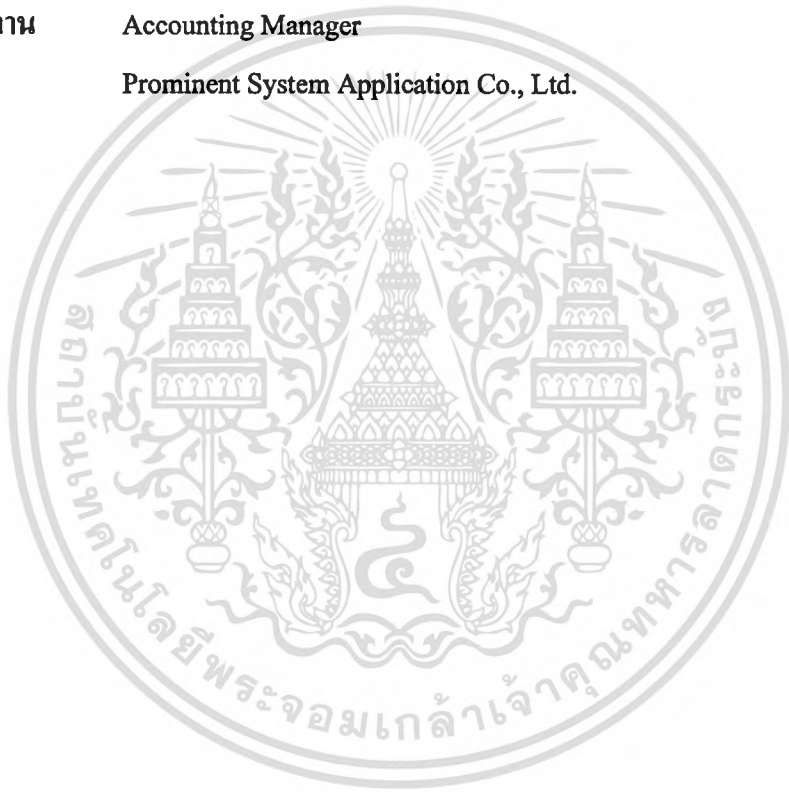 าน Accounting Manager
Prominent System Application Co., Ltd.
สถาบันเทคโนโลยีพระจอมเกล้าเจ้าคุณทหารลาดกระบัง